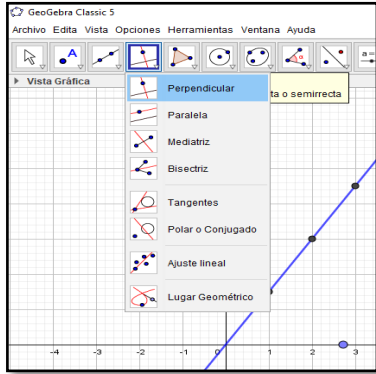 GeoGebra Classic 5
Archivo Edita Vista Opciones Herramientas Ventana Ayuda
A
a=
Vista Gráfica
Perpendicular
ta o semirrecta
Paralela
Mediatriz
Bisectriz
Tangentes
Polar o Conjugado
Ajuste lineal
Lugar Geométrico
-4 -3 -2 -1 0 1 2 3